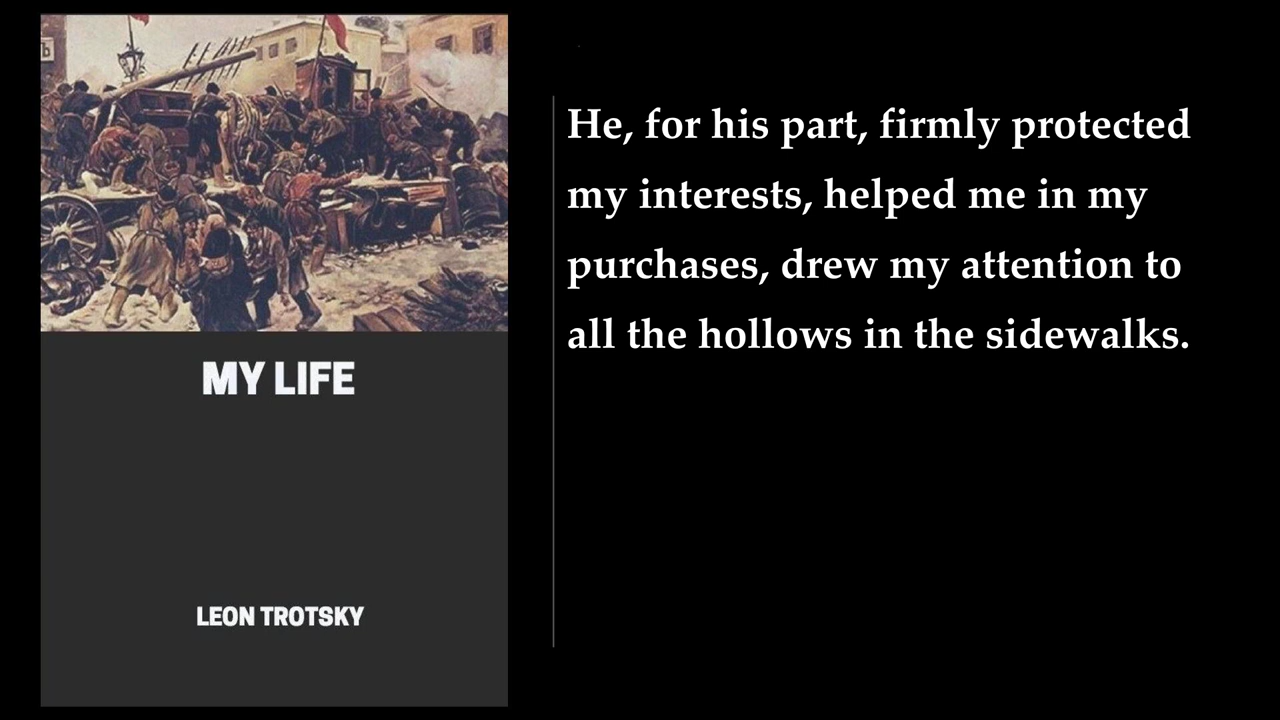 MY LIFE
LEON TROTSKY
He, for his part, firmly protected
my interests, helped me in my
purchases, drew my attention to
all the hollows in the sidewalks.